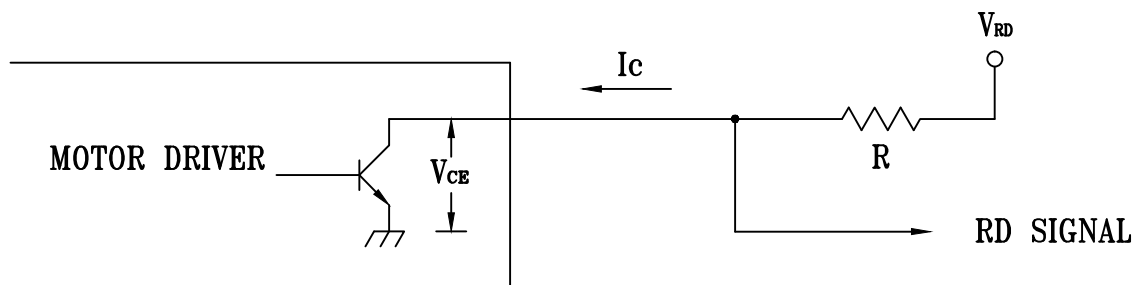 V_RD
Ic
MOTOR DRIVER
V_CE
R
RD SIGNAL